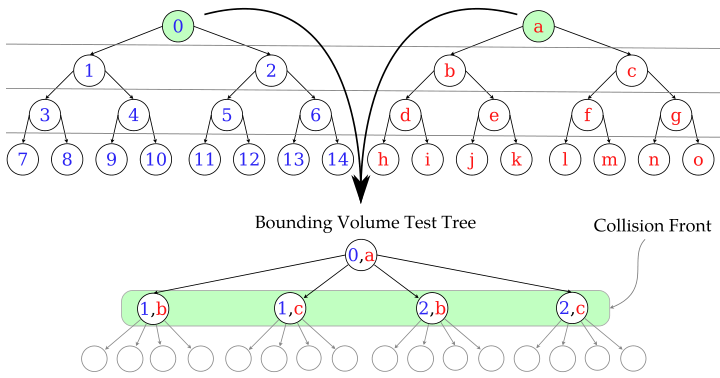 0 a
1 2 b c
3 4 5 6 d e f g
7 8 9 10 11 12 13 14 h i j k l m n o
Bounding Volume Test Tree
Collision Front
0,a
1,b 1,c 2,b 2,c